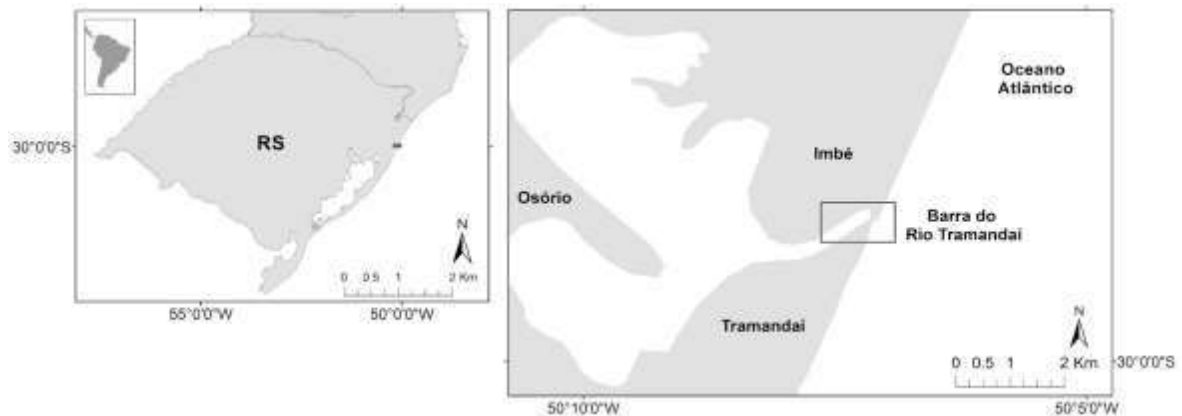 RS
30°0'0"S
N
0 0.5 1 2 Km
55°0'0"W
50°0'0"W
Oceano
Atlântico
Imbé
Osório
Barra do
Rio Tramandai
Tramandai
N
0 0.5 1 2 Km
30°0'0"S
50°10'0"W
50°5'0"W